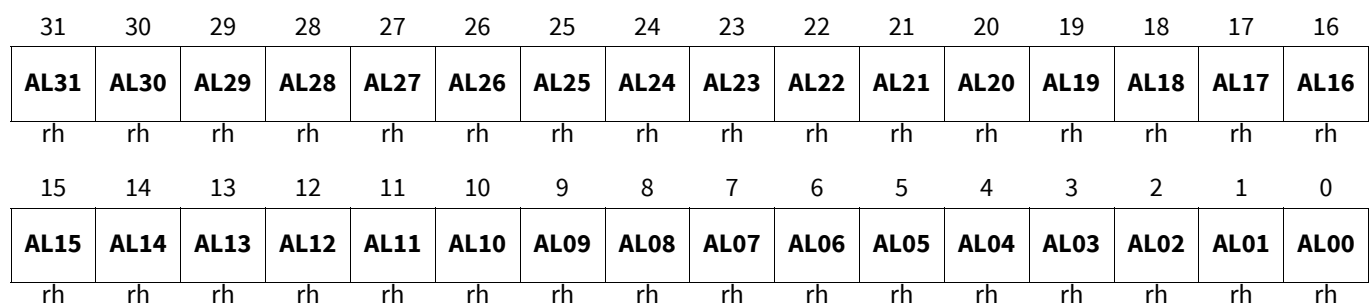 31 30 29 28 27 26 25 24 23 22 21 20 19 18 17 16
AL31 AL30 AL29 AL28 AL27 AL26 AL25 AL24 AL23 AL22 AL21 AL20 AL19 AL18 AL17 AL16
rh rh rh rh rh rh rh rh rh rh rh rh rh rh rh rh
15 14 13 12 11 10 9 8 7 6 5 4 3 2 1 0
AL15 AL14 AL13 AL12 AL11 AL10 AL09 AL08 AL07 AL06 AL05 AL04 AL03 AL02 AL01 AL00
rh rh rh rh rh rh rh rh rh rh rh rh rh rh rh rh